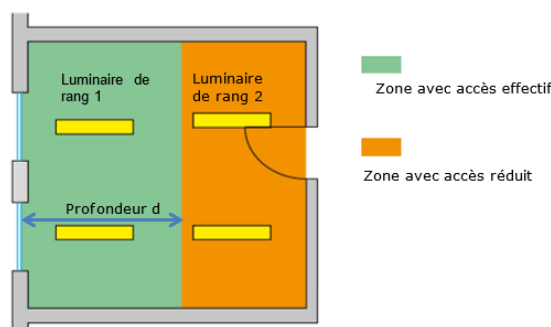 Luminaire de
rang 1
Luminaire
de rang 2
Profondeur d
Zone avec accès effectif
Zone avec accès réduit